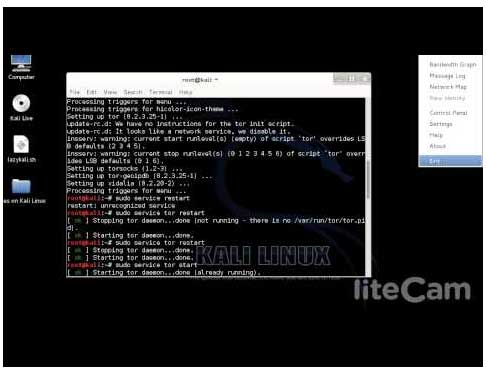 root@kali: ~
File Edit View Search Terminal Help
Processing triggers for menu ...
Processing triggers for hicolor-icon-theme ...
Setting up tor (0.2.3.25-1) ...
update-rc.d: We have no instructions for the tor init script.
update-rc.d: It looks like a network service, we disable it.
insserv: warning: current start runlevel(s) (empty) of script `tor' overrides LS
B defaults (2 3 4 5).
insserv: warning: current stop runlevel(s) (0 1 2 3 4 5 6) of script `tor' overr
ides LSB defaults (0 1 6).
Setting up torsocks (1.2-3) ...
Setting up tor-geoipdb (0.2.3.25-1) ...
Setting up vidalia (0.2.20-2) ...
Processing triggers for menu ...
root@kali:~# sudo service restart
restart: unrecognized service
root@kali:~# sudo service tor restart
[ ok ] Stopping tor daemon...done (not running - there is no /var/run/tor/tor.pi
d).
[ ok ] Starting tor daemon...done.
root@kali:~# sudo service tor restart
[ ok ] Stopping tor daemon...done.
[ ok ] Starting tor daemon...done.
root@kali:~# sudo service tor start
[ ok ] Starting tor daemon...done (already running).
KALI LINUX
Computer
Kali Live
lazykali.sh
es en Kali Linux
Bandwidth Graph
Message Log
Network Map
New Identity
Control Panel
Settings
Help
About
Exit
liteCam